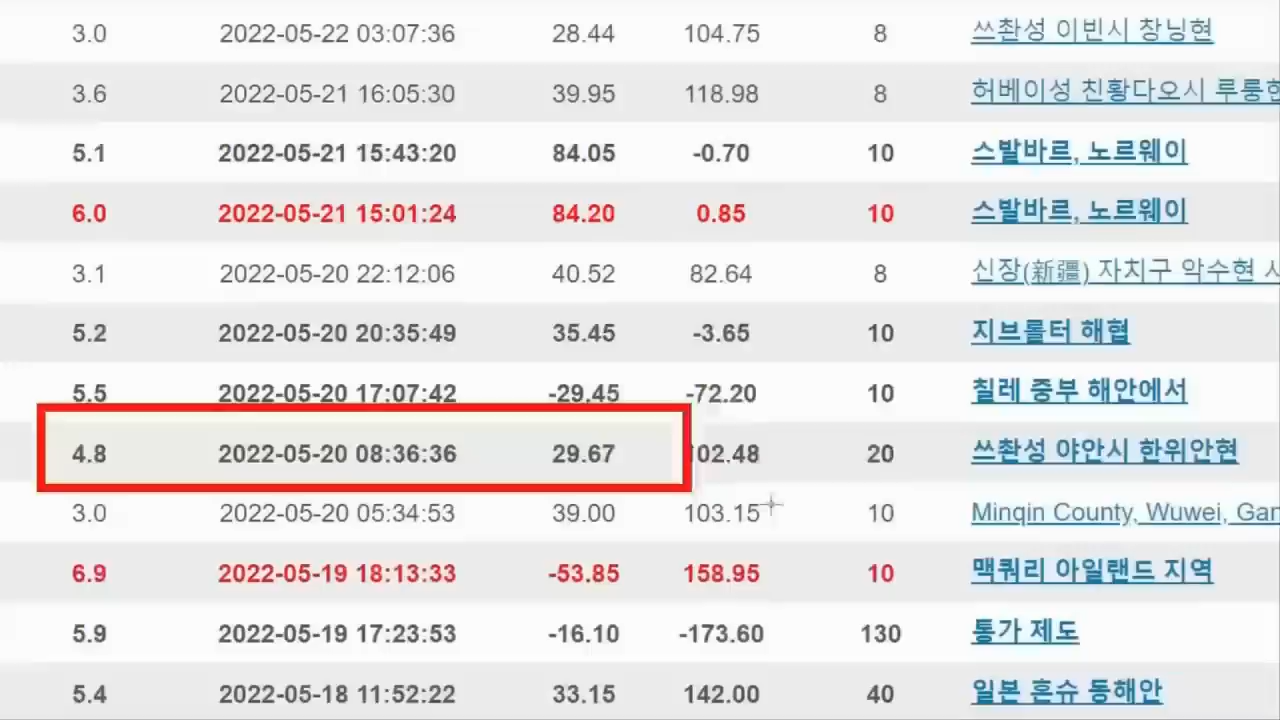 3.0 2022-05-22 03:07:36 28.44 104.75 8 쓰촨성 이빈시 창닝현
3.6 2022-05-21 16:05:30 39.95 118.98 8 허베이성 친황다오시 루룽현
5.1 2022-05-21 15:43:20 84.05 -0.70 10 스발바르, 노르웨이
6.0 2022-05-21 15:01:24 84.20 0.85 10 스발바르, 노르웨이
3.1 2022-05-20 22:12:06 40.52 82.64 8 신장(新疆) 자치구 악수현
5.2 2022-05-20 20:35:49 35.45 -3.65 10 지브롤터 해협
5.5 2022-05-20 17:07:42 -29.45 -72.20 10 칠레 중부 해안에서
4.8 2022-05-20 08:36:36 29.67 02.48 20 쓰촨성 야안시 한위안현
3.0 2022-05-20 05:34:53 39.00 103.15 10 Minqin County, Wuwei, Gan
6.9 2022-05-19 18:13:33 -53.85 158.95 10 맥쿼리 아일랜드 지역
5.9 2022-05-19 17:23:53 -16.10 -173.60 130 통가 제도
5.4 2022-05-18 11:52:22 33.15 142.00 40 일본 혼슈 동해안